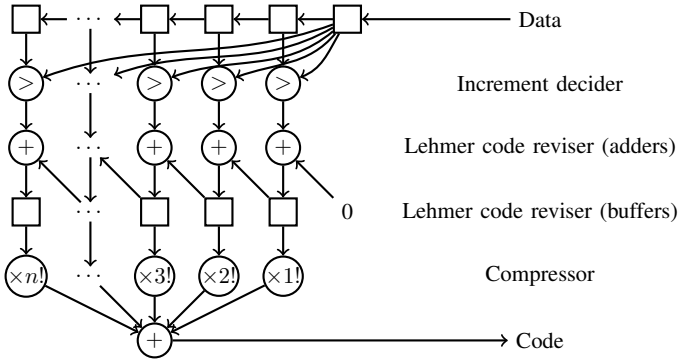 ··· Data
> ··· > > > Increment decider
+ ··· + + + Lehmer code reviser (adders)
··· 0 Lehmer code reviser (buffers)
×n! ··· ×3! ×2! ×1! Compressor
+ Code